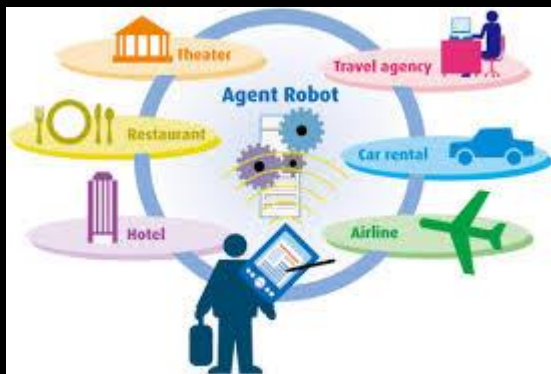 Theater
Travel agency
Agent Robot
Restaurant
Car rental
Hotel
Airline